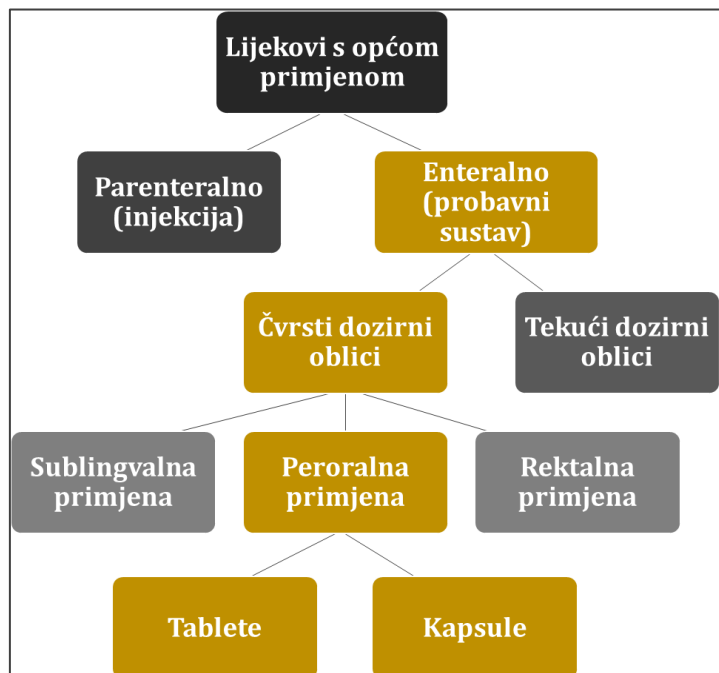 Lijekovi s općom
primjenom
Parenteralno
(injekcija)
Enteralno
(probavni
sustav)
Čvrsti dozirni
oblici
Tekući dozirni
oblici
Sublingvalna
primjena
Peroralna
primjena
Rektalna
primjena
Tablete
Kapsule